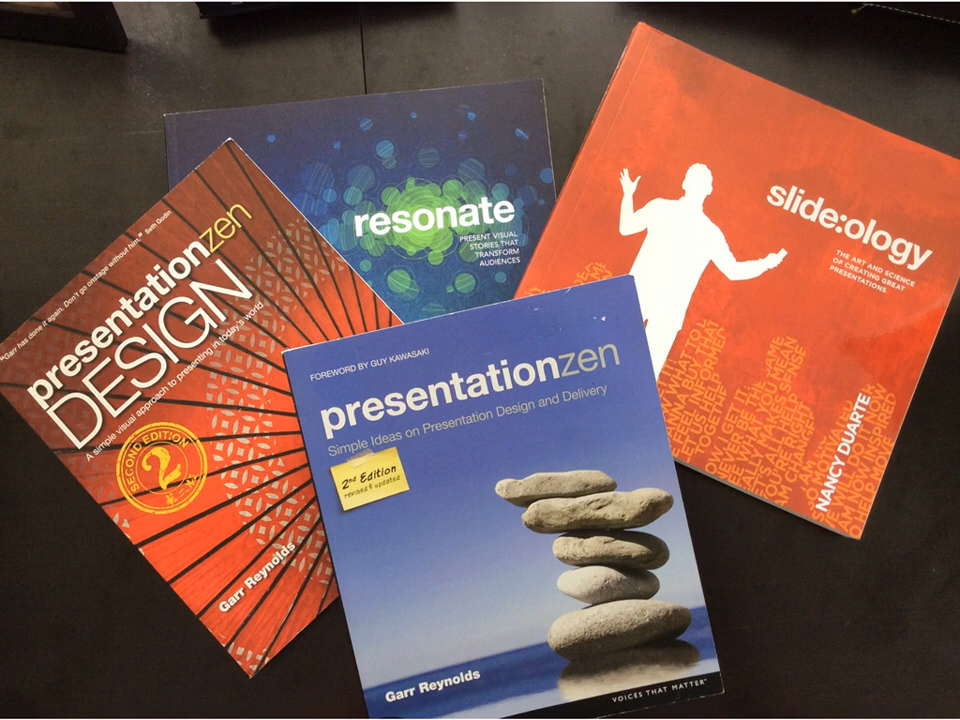 "Garr has done it again. Don't go onstage without him." Seth Godin
presentationzen
DESIGN
A simple visual approach to presenting in today's world
SECOND EDITION
2
Garr Reynolds
resonate
PRESENT VISUAL
STORIES THAT
TRANSFORM
AUDIENCES
slide:ology
THE ART AND SCIENCE
OF CREATING GREAT
PRESENTATIONS
NANCY DUARTE
FOREWORD BY GUY KAWASAKI
presentationzen
Simple Ideas on Presentation Design and Delivery
2nd Edition
revised & updated
Garr Reynolds
VOICES THAT MATTER™